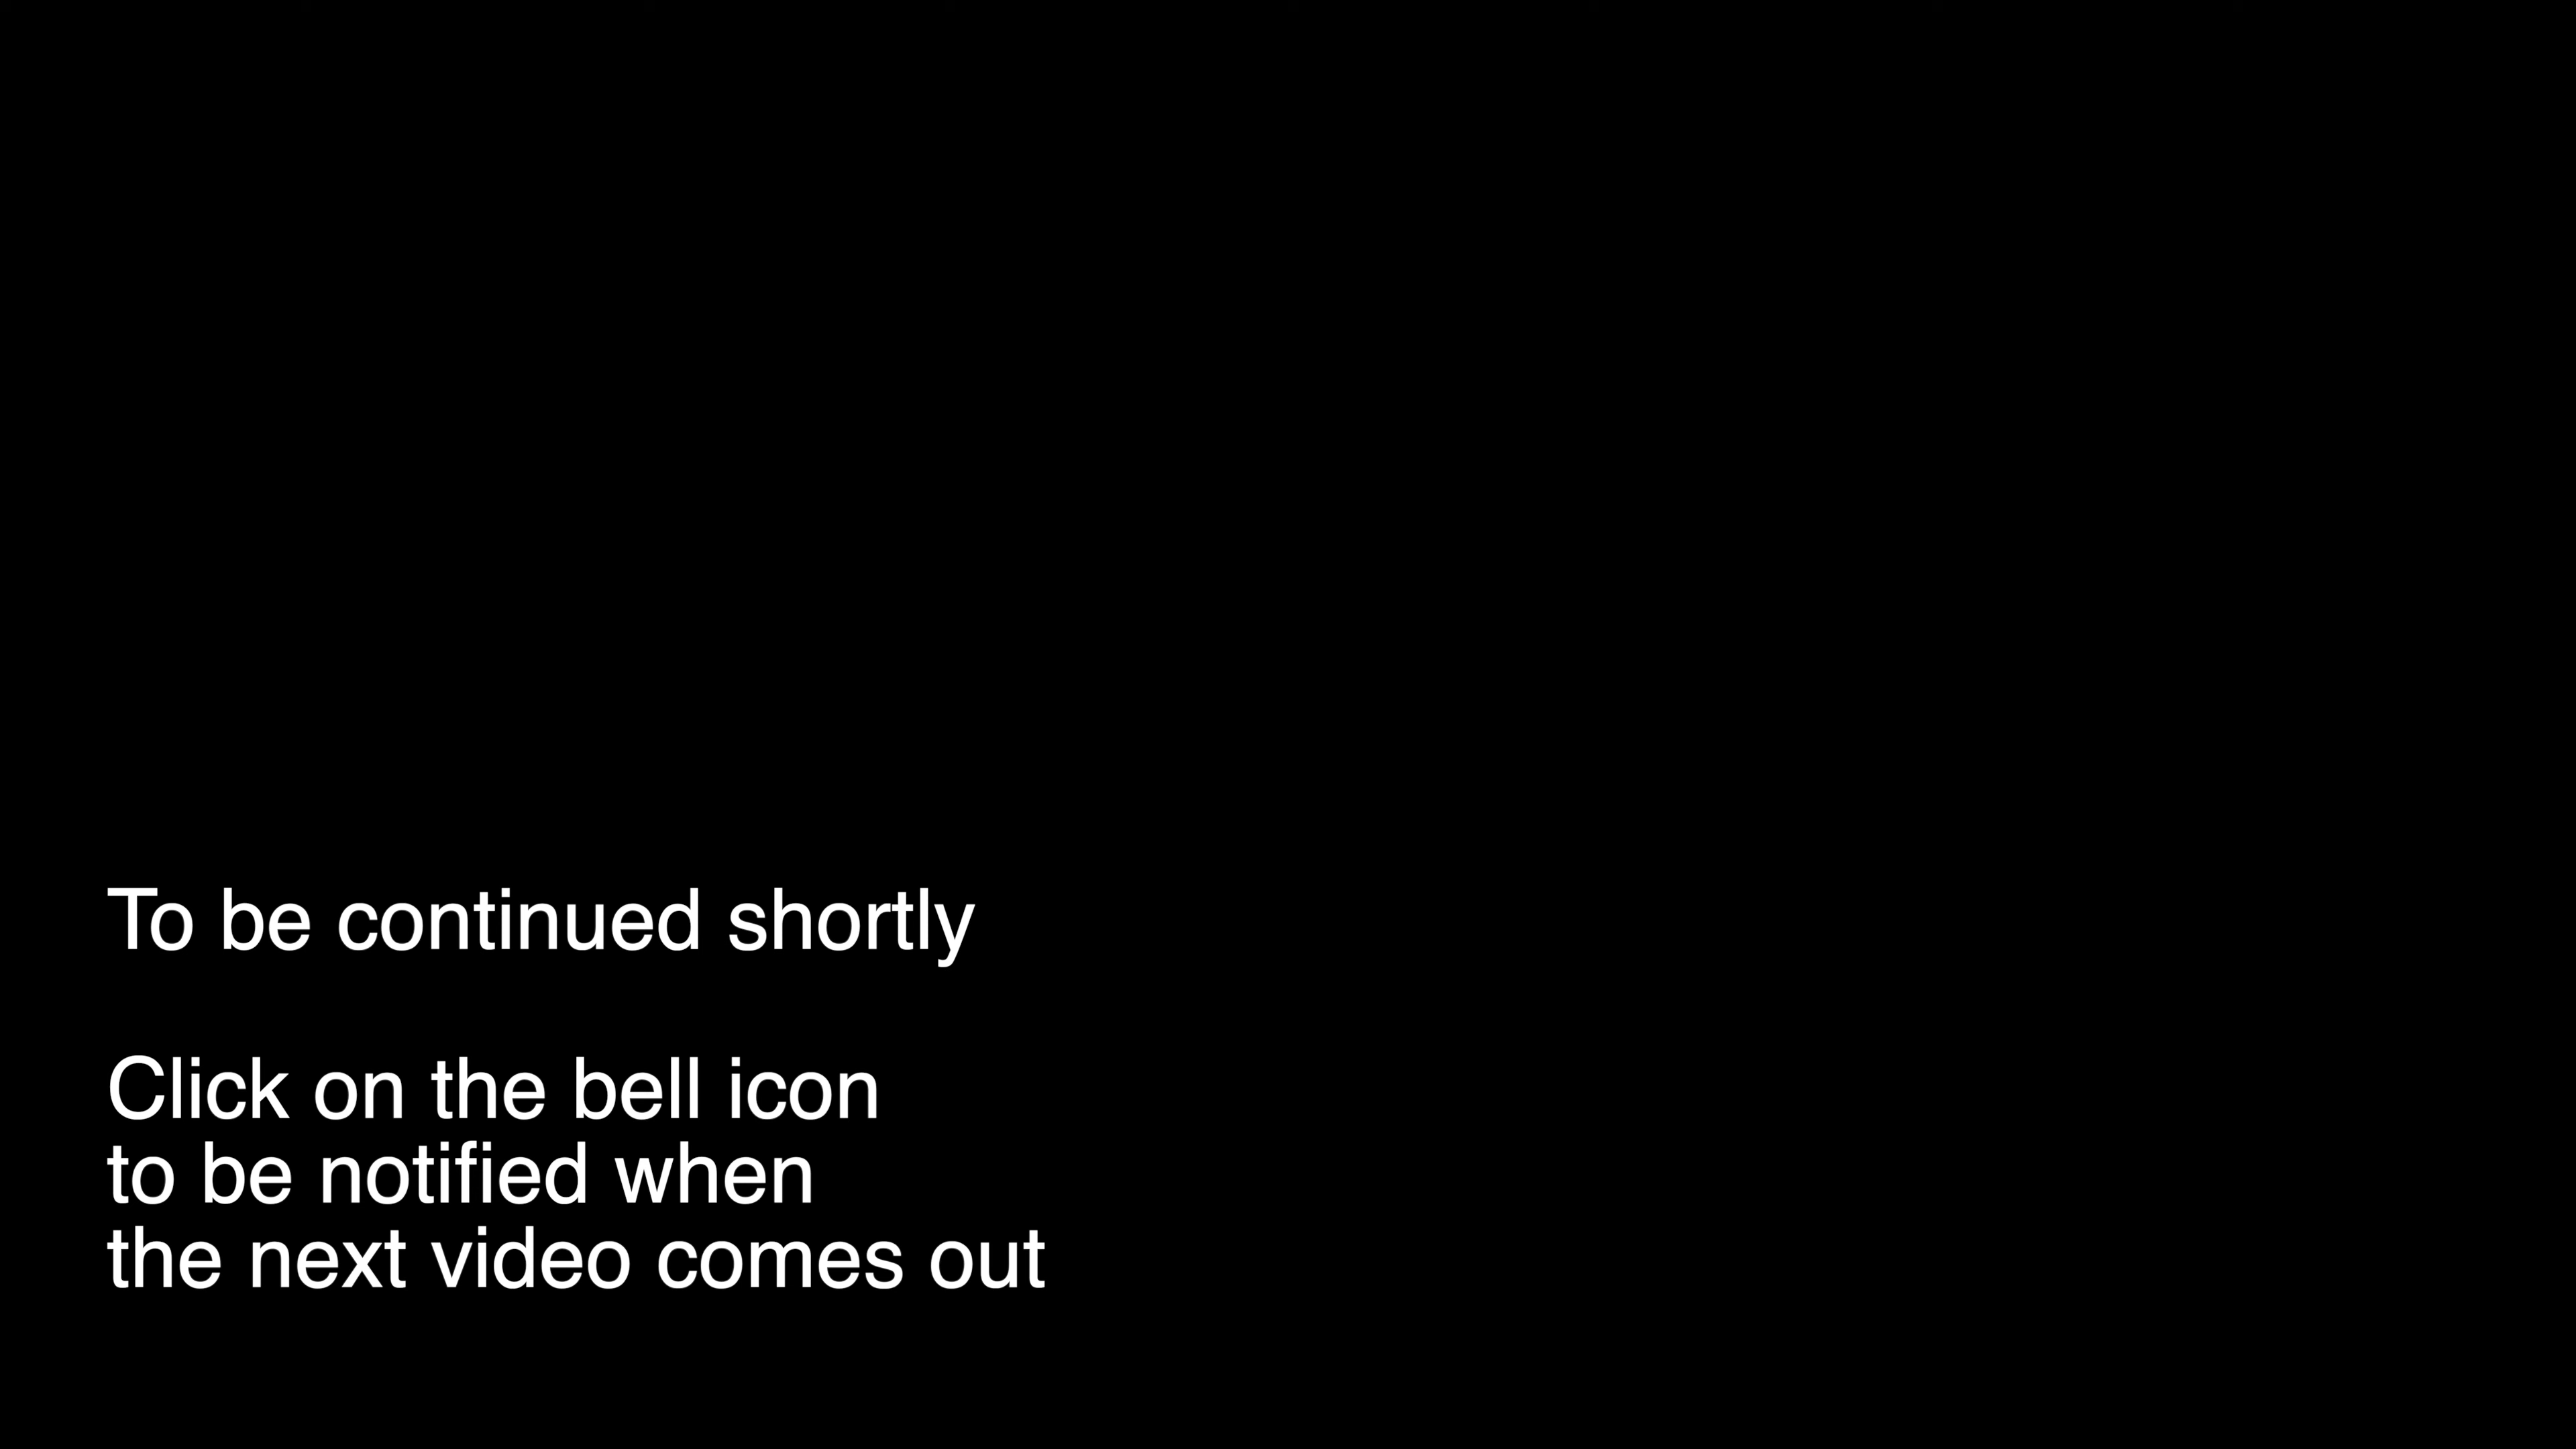 To be continued shortly
Click on the bell icon
to be notified when
the next video comes out